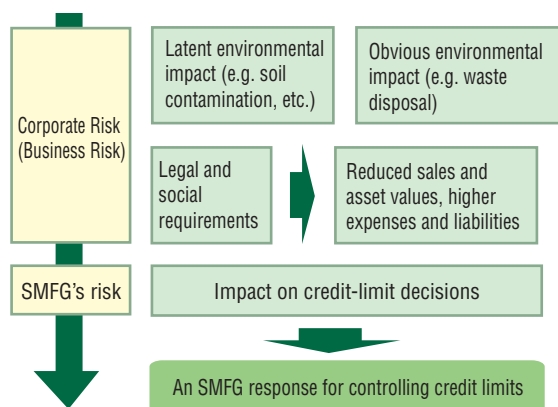 Corporate Risk
(Business Risk)
Latent environmental
impact (e.g. soil
contamination, etc.)
Obvious environmental
impact (e.g. waste
disposal)
Legal and
social
requirements
Reduced sales and
asset values, higher
expenses and liabilities
SMFG's risk
Impact on credit-limit decisions
An SMFG response for controlling credit limits